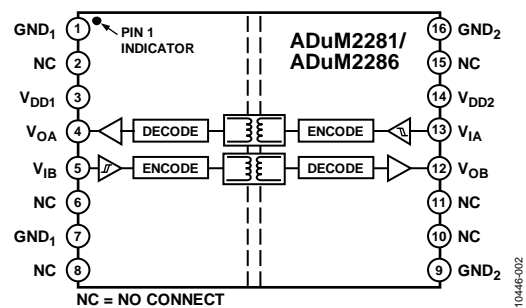 GND1 1 PIN 1 INDICATOR ADuM2281/ ADuM2286 16 GND2
NC 2 15 NC
VDD1 3 14 VDD2
VOA 4 DECODE ENCODE 13 VIA
VIB 5 ENCODE DECODE 12 VOB
NC 6 11 NC
GND1 7 10 NC
NC 8 9 GND2
NC = NO CONNECT
10446-002